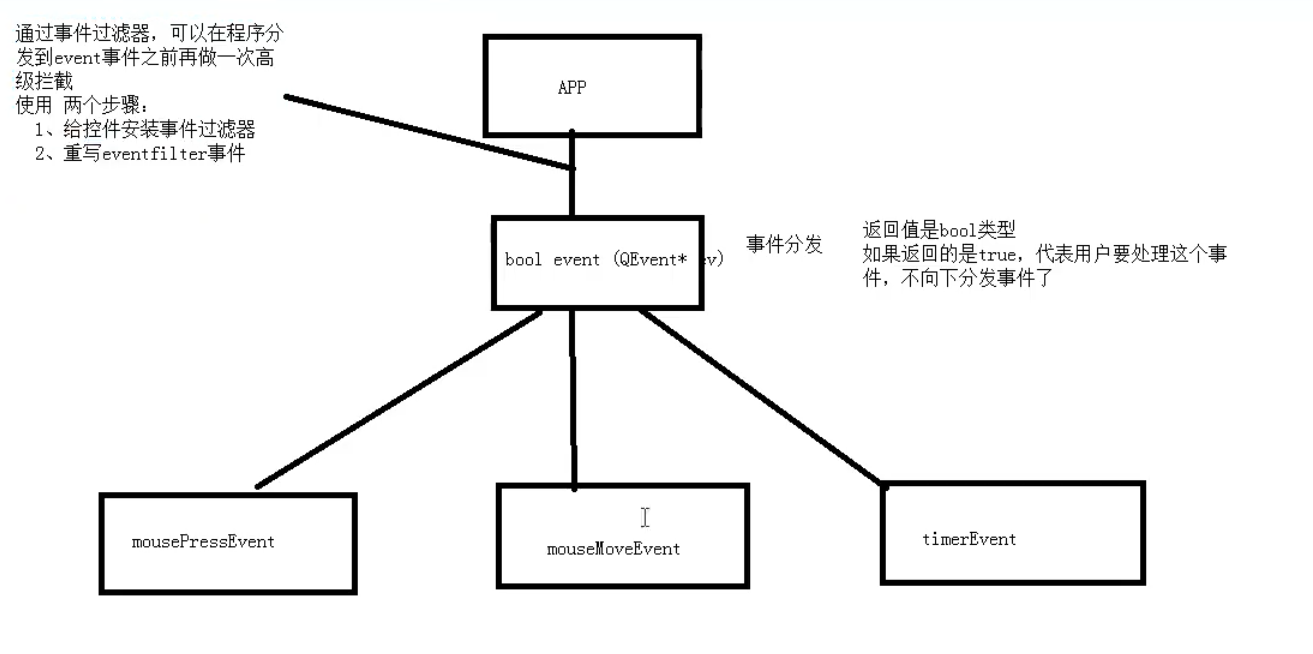 通过事件过滤器，可以在程序分
发到event事件之前再做一次高
级拦截
使用 两个步骤：
1、给控件安装事件过滤器
2、重写eventfilter事件
APP
bool event (QEvent* ev)
事件分发
返回值是bool类型
如果返回的是true，代表用户要处理这个事
件，不向下分发事件了
mousePressEvent
mouseMoveEvent
timerEvent